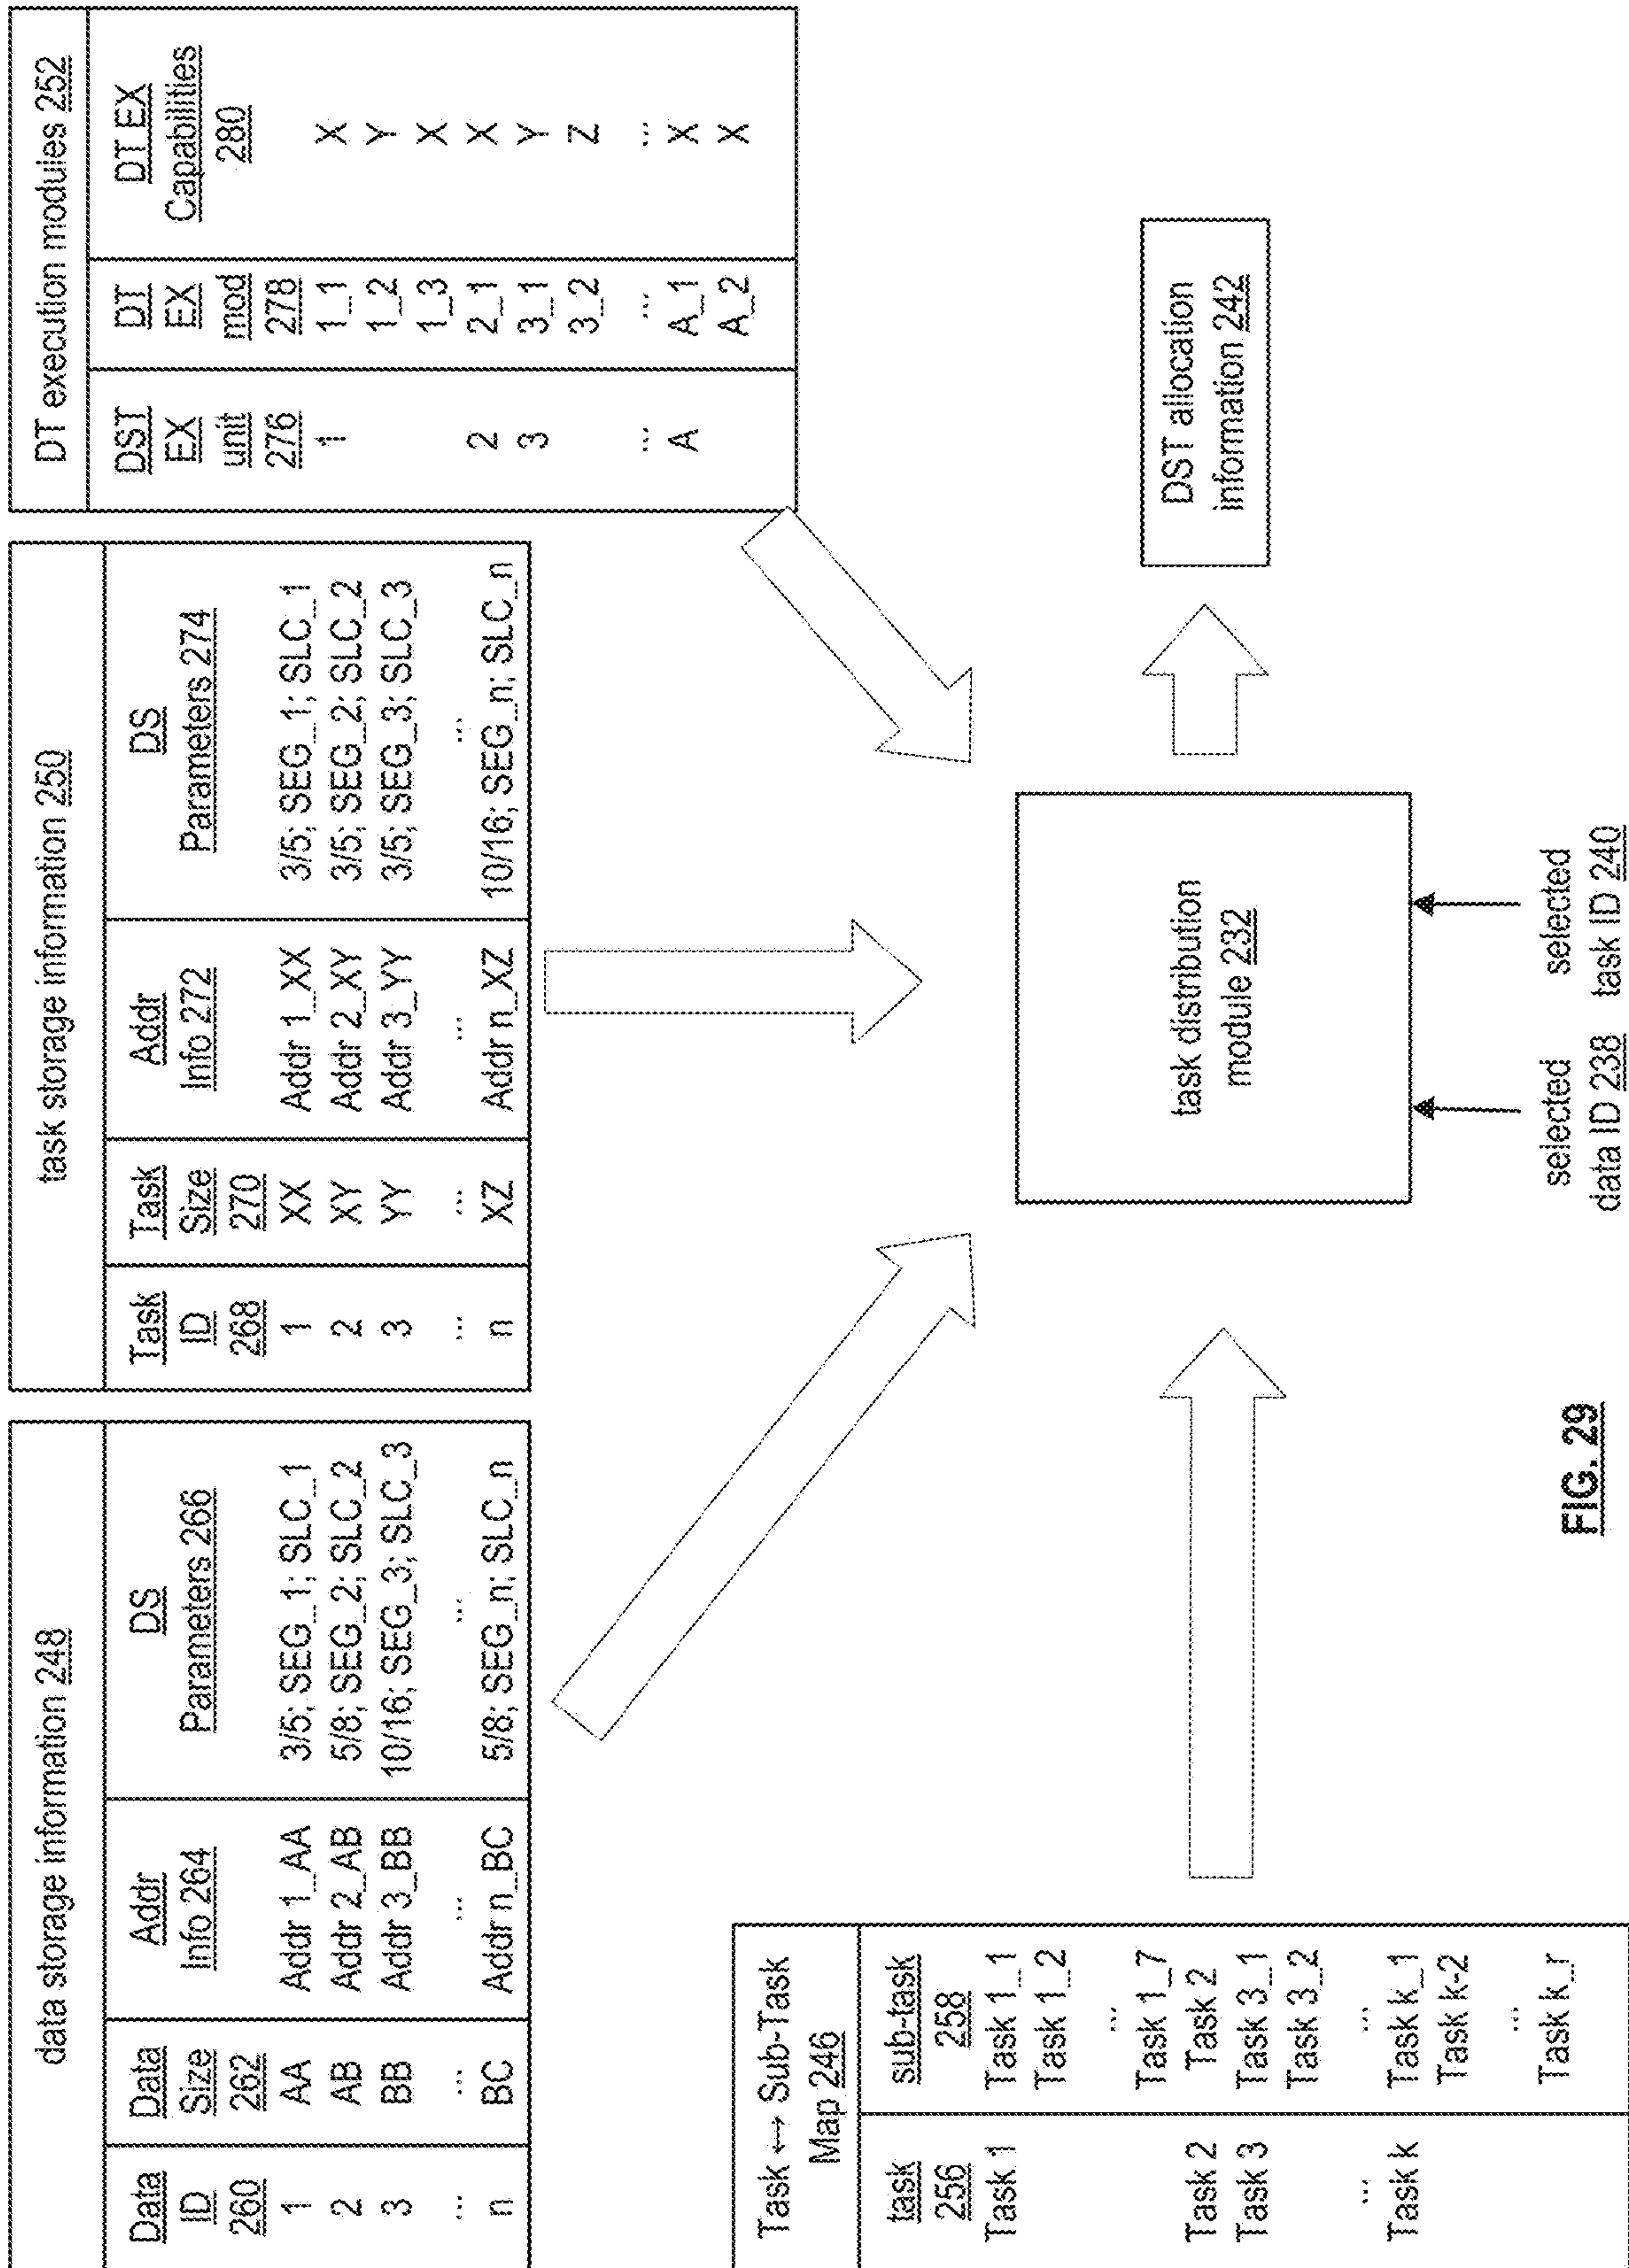 data storage information 248
Data ID 260 Data Size 262 Addr Info 264 DS Parameters 266
1 AA Addr 1_AA 3/5; SEG_1; SLC_1
2 AB Addr 2_AB 5/8; SEG_2; SLC_2
3 BB Addr 3_BB 10/16; SEG_3; SLC_3
... ... ... ...
n BC Addr n_BC 5/8; SEG_n; SLC_n
task storage information 250
Task ID 268 Task Size 270 Addr Info 272 DS Parameters 274
1 XX Addr 1_XX 3/5; SEG_1; SLC_1
2 XY Addr 2_XY 3/5; SEG_2; SLC_2
3 YY Addr 3_YY 3/5; SEG_3; SLC_3
... ... ... ...
n XZ Addr n_XZ 10/16; SEG_n; SLC_n
DT execution modules 252
DST EX unit 276 DT EX mod 278 DT EX Capabilities 280
1 1_1 X
1_2 Y
1_3 X
2 2_1 X
3 3_1 Y
3_2 Z
... ... ...
A A_1 X
A_2 X
Task ↔ Sub-Task
Map 246
task 256 sub-task 258
Task 1 Task 1_1
Task 1_2
...
Task 1_7
Task 2 Task 2
Task 3 Task 3_1
Task 3_2
... ...
Task k Task k_1
Task k-2
...
Task k_r
task distribution
module 232
DST allocation
information 242
selected
data ID 238
selected
task ID 240
FIG. 29